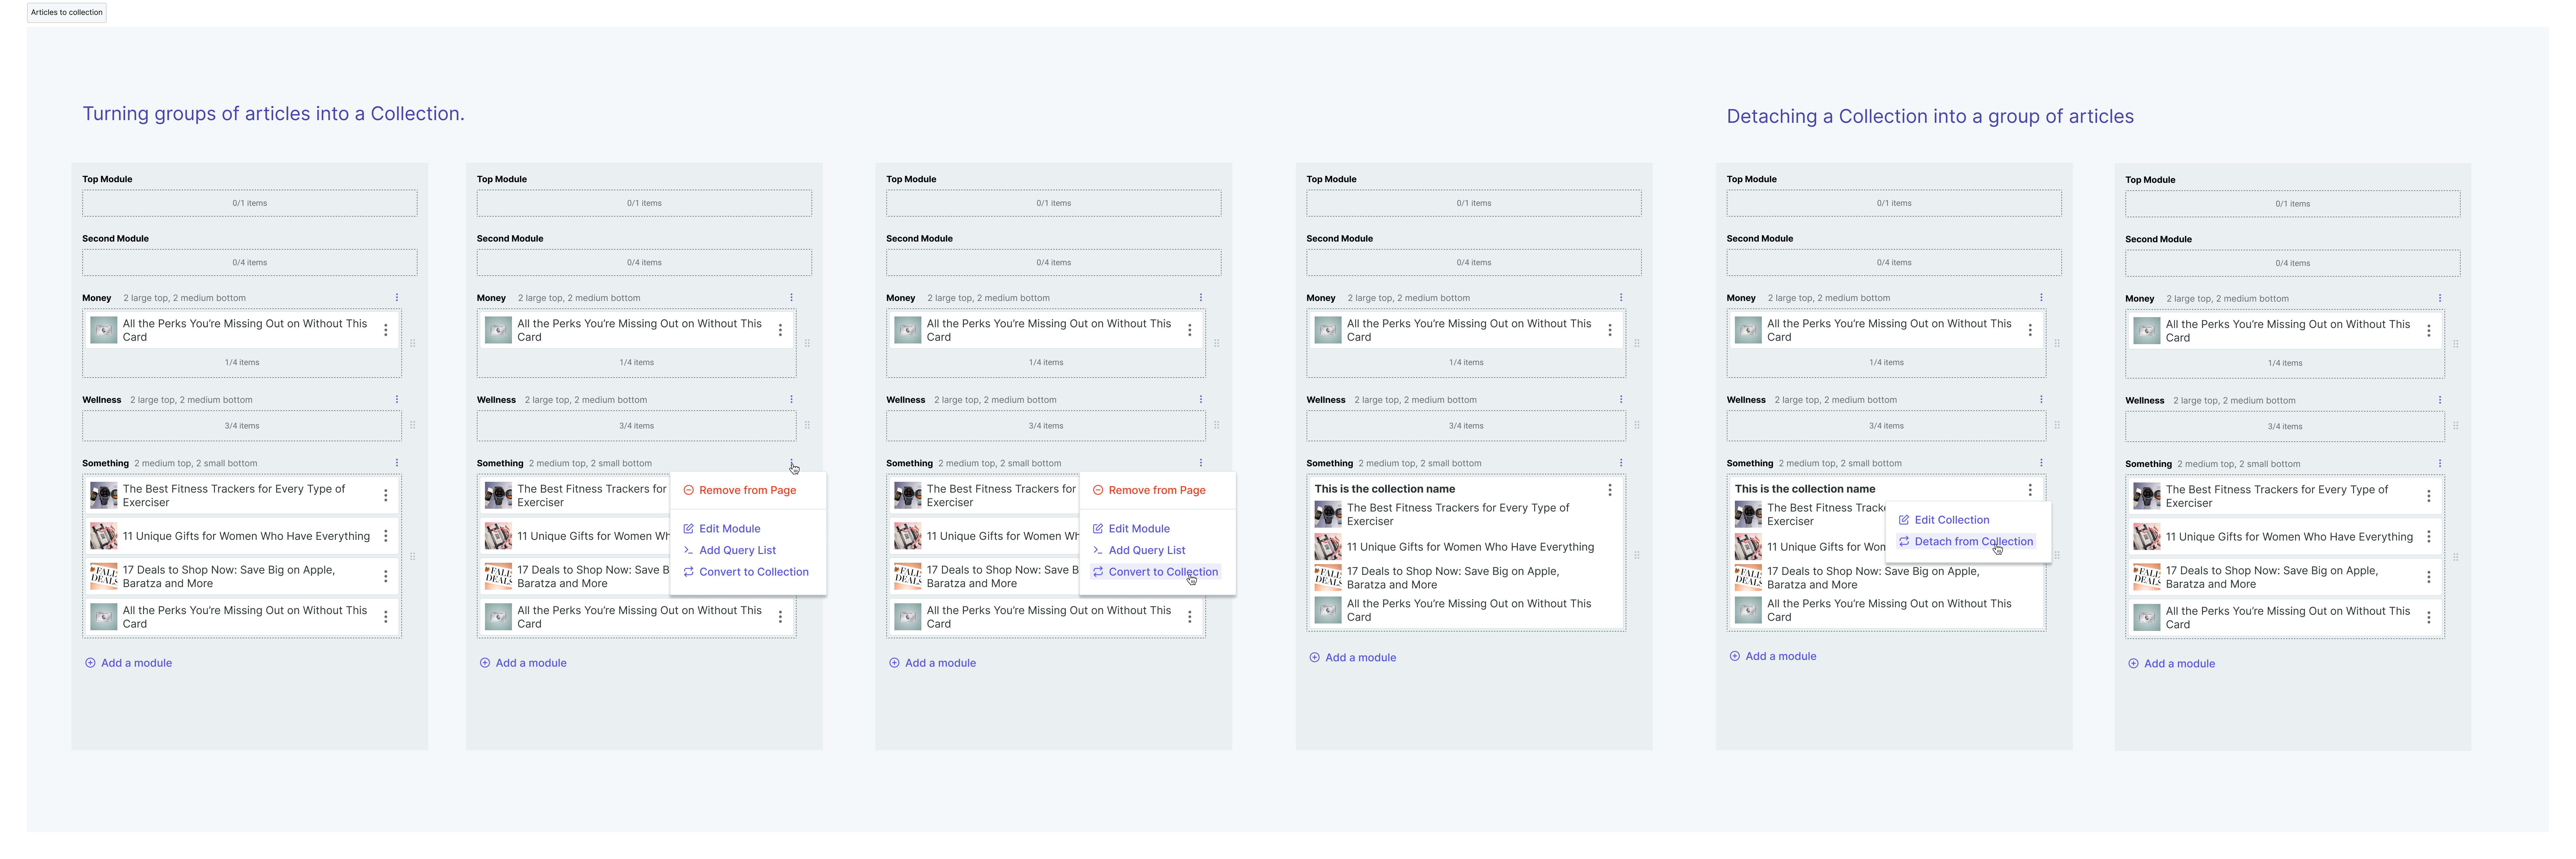 Articles to collection
Turning groups of articles into a Collection.
Detaching a Collection into a group of articles
Top Module
0/1 items
Second Module
0/4 items
Money 2 large top, 2 medium bottom
All the Perks You're Missing Out on Without This
Card
1/4 items
Wellness 2 large top, 2 medium bottom
3/4 items
Something 2 medium top, 2 small bottom
The Best Fitness Trackers for Every Type of
Exerciser
11 Unique Gifts for Women Who Have Everything
FALL
DEALS
17 Deals to Shop Now: Save Big on Apple,
Baratza and More
All the Perks You're Missing Out on Without This
Card
Add a module
Top Module
0/1 items
Second Module
0/4 items
Money 2 large top, 2 medium bottom
All the Perks You're Missing Out on Without This
Card
1/4 items
Wellness 2 large top, 2 medium bottom
3/4 items
Something 2 medium top, 2 small bottom
The Best Fitness Trackers for
Exerciser
11 Unique Gifts for Women Wh
FALL
DEALS
17 Deals to Shop Now: Save B
Baratza and More
All the Perks You're Missing Out on Without This
Card
Remove from Page
Edit Module
Add Query List
Convert to Collection
Add a module
Top Module
0/1 items
Second Module
0/4 items
Money 2 large top, 2 medium bottom
All the Perks You're Missing Out on Without This
Card
1/4 items
Wellness 2 large top, 2 medium bottom
3/4 items
Something 2 medium top, 2 small bottom
The Best Fitness Trackers for
Exerciser
11 Unique Gifts for Women Wh
FALL
DEALS
17 Deals to Shop Now: Save B
Baratza and More
All the Perks You're Missing Out on Without This
Card
Remove from Page
Edit Module
Add Query List
Convert to Collection
Add a module
Top Module
0/1 items
Second Module
0/4 items
Money 2 large top, 2 medium bottom
All the Perks You're Missing Out on Without This
Card
1/4 items
Wellness 2 large top, 2 medium bottom
3/4 items
Something 2 medium top, 2 small bottom
This is the collection name
The Best Fitness Trackers for Every Type of
Exerciser
11 Unique Gifts for Women Who Have Everything
FALL
DEALS
17 Deals to Shop Now: Save Big on Apple,
Baratza and More
All the Perks You're Missing Out on Without This
Card
Add a module
Top Module
0/1 items
Second Module
0/4 items
Money 2 large top, 2 medium bottom
All the Perks You're Missing Out on Without This
Card
1/4 items
Wellness 2 large top, 2 medium bottom
3/4 items
Something 2 medium top, 2 small bottom
This is the collection name
The Best Fitness Tracke
Exerciser
11 Unique Gifts for Wom
FALL
DEALS
17 Deals to Shop Now: Save Big on Apple,
Baratza and More
All the Perks You're Missing Out on Without This
Card
Edit Collection
Detach from Collection
Add a module
Top Module
0/1 items
Second Module
0/4 items
Money 2 large top, 2 medium bottom
All the Perks You're Missing Out on Without This
Card
1/4 items
Wellness 2 large top, 2 medium bottom
3/4 items
Something 2 medium top, 2 small bottom
The Best Fitness Trackers for Every Type of
Exerciser
11 Unique Gifts for Women Who Have Everything
FALL
DEALS
17 Deals to Shop Now: Save Big on Apple,
Baratza and More
All the Perks You're Missing Out on Without This
Card
Add a module